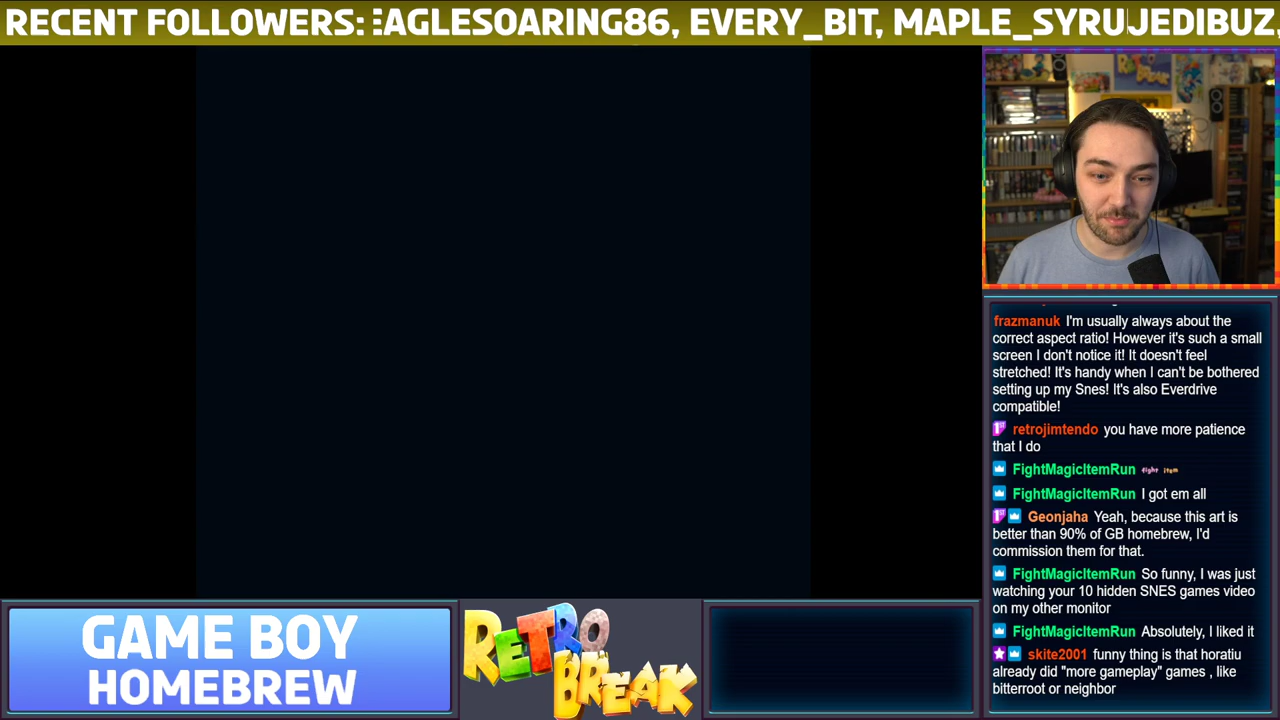 RECENT FOLLOWERS: EAGLESOARING86, EVERY_BIT, MAPLE_SYRUJEDIBUZ,
frazmanuk I'm usually always about the
correct aspect ratio! However it's such a small
screen I don't notice it! It doesn't feel
stretched! It's handy when I can't be bothered
setting up my Snes! It's also Everdrive
compatible!
retrojimtendo you have more patience
that I do
FightMagicItemRun fight item
FightMagicItemRun I got em all
Geonjaha Yeah, because this art is
better than 90% of GB homebrew, I'd
commission them for that.
FightMagicItemRun So funny, I was just
watching your 10 hidden SNES games video
on my other monitor
FightMagicItemRun Absolutely, I liked it
skite2001 funny thing is that horatiu
already did "more gameplay" games , like
bitterroot or neighbor
GAME BOY
HOMEBREW
RETRO
BREAK